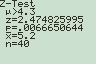 Z-Test
μ>4.3
z=2.474825995
p=.0066650644
x̄=5.2
n=40